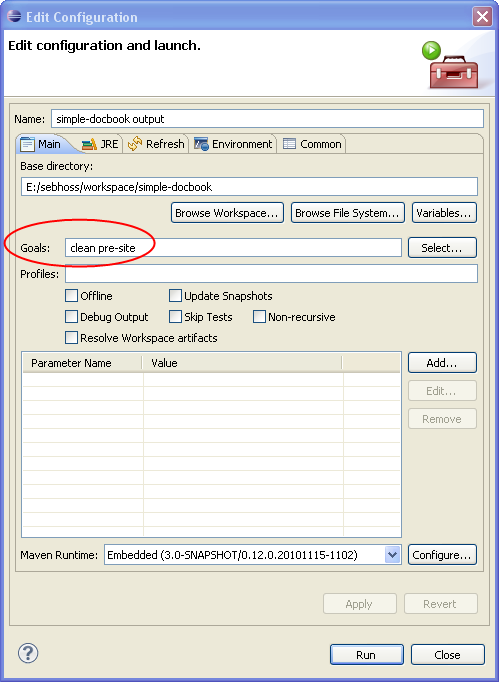 Edit Configuration
Edit configuration and launch.
Name: simple-docbook output
Main JRE Refresh Environment Common
Base directory:
E:/sebhoss/workspace/simple-docbook
Browse Workspace... Browse File System... Variables...
Goals: clean pre-site Select...
Profiles:
Offline Update Snapshots
Debug Output Skip Tests Non-recursive
Resolve Workspace artifacts
Parameter Name Value Add...
Edit...
Remove
Maven Runtime: Embedded (3.0-SNAPSHOT/0.12.0.20101115-1102) Configure...
Apply Revert
? Run Close